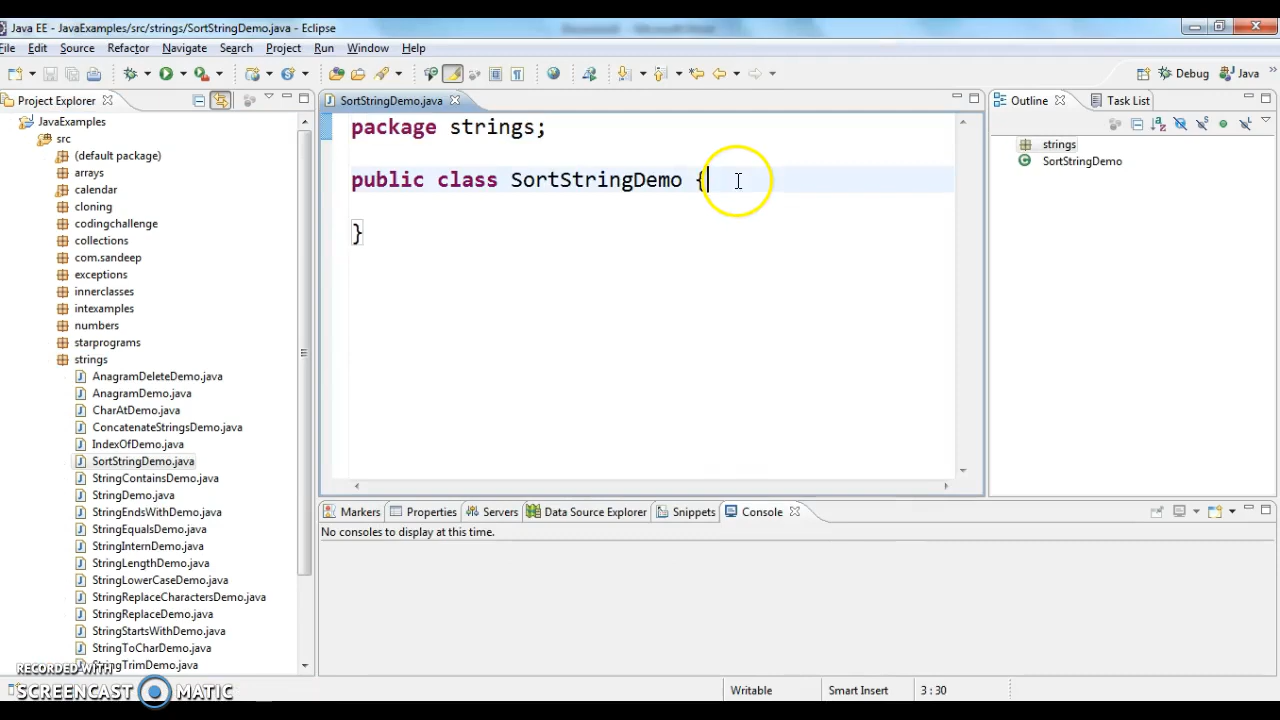 Java EE - JavaExamples/src/strings/SortStringDemo.java - Eclipse
File Edit Source Refactor Navigate Search Project Run Window Help
Debug Java »
Project Explorer
SortStringDemo.java
Outline Task List
JavaExamples
src
(default package)
arrays
calendar
cloning
codingchallenge
collections
com.sandeep
exceptions
innerclasses
intexamples
numbers
starprograms
strings
AnagramDeleteDemo.java
AnagramDemo.java
CharAtDemo.java
ConcatenateStringsDemo.java
IndexOfDemo.java
SortStringDemo.java
StringContainsDemo.java
StringDemo.java
StringEndsWithDemo.java
StringEqualsDemo.java
StringInternDemo.java
StringLengthDemo.java
StringLowerCaseDemo.java
StringReplaceCharactersDemo.java
StringReplaceDemo.java
StringStartsWithDemo.java
StringToCharDemo.java
StringTrimDemo.java
package strings;
public class SortStringDemo {
}
strings
SortStringDemo
Markers Properties Servers Data Source Explorer Snippets Console
No consoles to display at this time.
Writable Smart Insert 3 : 30
RECORDED WITH
SCREENCAST MATIC